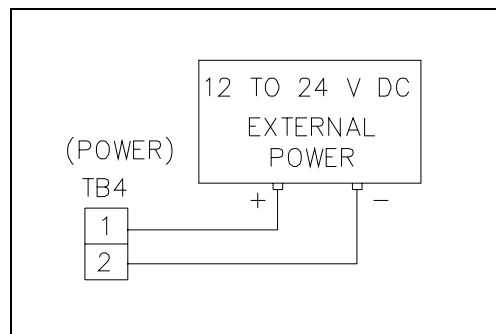 12 TO 24 V DC
EXTERNAL
POWER
(POWER)
TB4
+ −
1
2